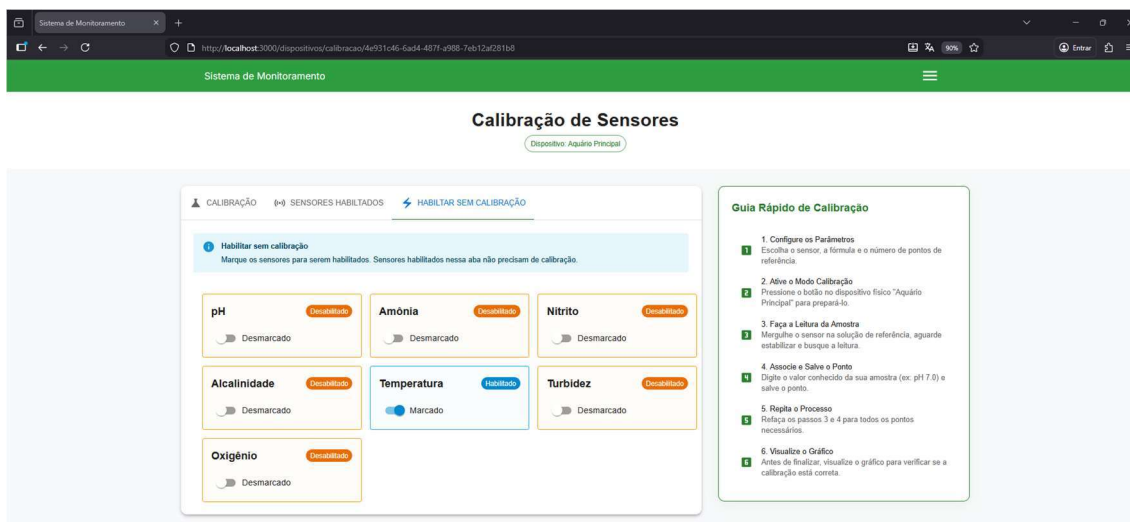 Sistema de Monitoramento
http://localhost:3000/dispositivos/calibracao/4e931c46-6ad4-487f-a988-7eb12af281b8
90%
Entrar
Sistema de Monitoramento
Calibração de Sensores
Dispositivo: Aquário Principal
CALIBRAÇÃO
SENSORES HABILTADOS
HABILTAR SEM CALIBRAÇÃO
Habilitar sem calibração
Marque os sensores para serem habilitados. Sensores habilitados nessa aba não precisam de calibração.
pH
Desabilitado
Desmarcado
Amônia
Desabilitado
Desmarcado
Nitrito
Desabilitado
Desmarcado
Alcalinidade
Desabilitado
Desmarcado
Temperatura
Habilitado
Marcado
Turbidez
Desabilitado
Desmarcado
Oxigênio
Desabilitado
Desmarcado
Guia Rápido de Calibração
1
1. Configure os Parâmetros
Escolha o sensor, a fórmula e o número de pontos de
referência.
2
2. Ative o Modo Calibração
Pressione o botão no dispositivo físico "Aquário
Principal" para prepará-lo.
3
3. Faça a Leitura da Amostra
Mergulhe o sensor na solução de referência, aguarde
estabilizar e busque a leitura.
4
4. Associe e Salve o Ponto
Digite o valor conhecido da sua amostra (ex: pH 7.0) e
salve o ponto.
5
5. Repita o Processo
Refaça os passos 3 e 4 para todos os pontos
necessários.
6
6. Visualize o Gráfico
Antes de finalizar, visualize o gráfico para verificar se a
calibração está correta.